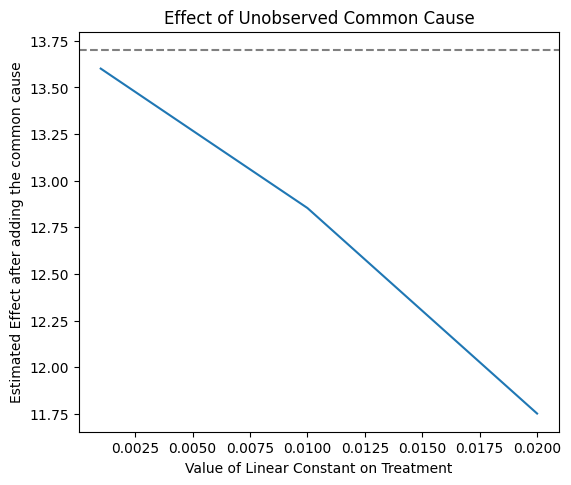 Effect of Unobserved Common Cause
Estimated Effect after adding the common cause
13.75
13.50
13.25
13.00
12.75
12.50
12.25
12.00
11.75
0.0025 0.0050 0.0075 0.0100 0.0125 0.0150 0.0175 0.0200
Value of Linear Constant on Treatment